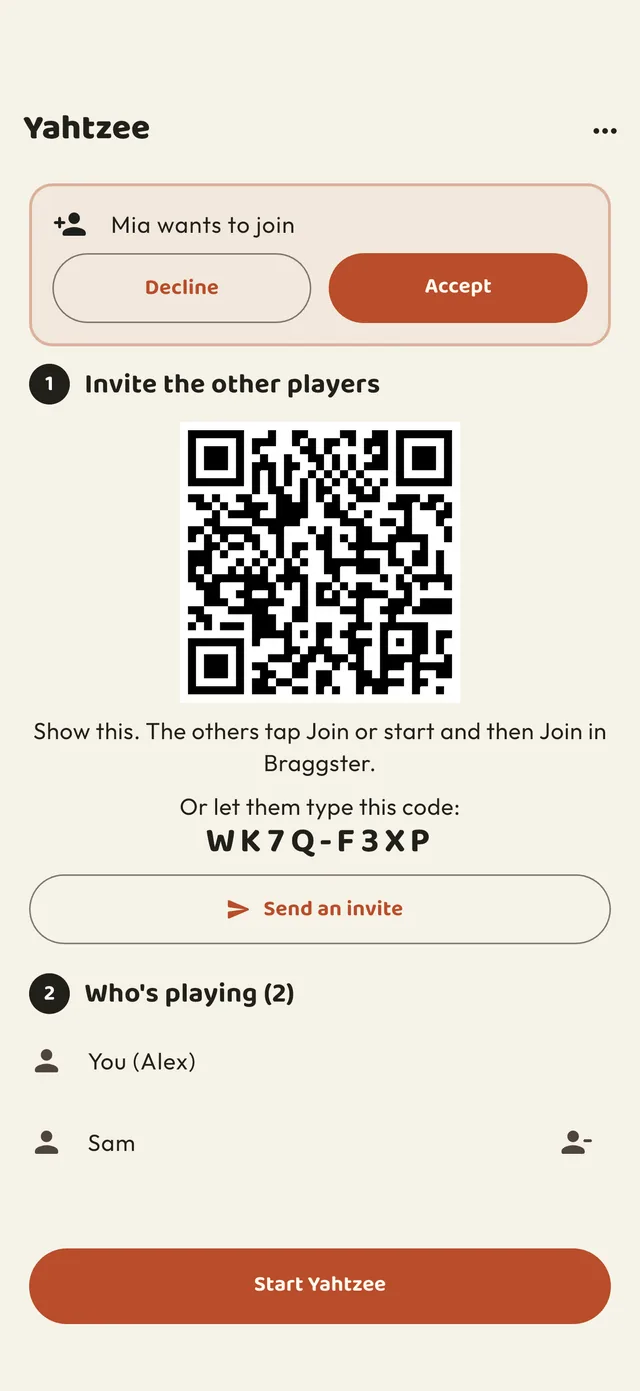 Yahtzee
Mia wants to join
Decline
Accept
1 Invite the other players
Show this. The others tap Join or start and then Join in
Braggster.
Or let them type this code:
WK7Q-F3XP
Send an invite
2 Who's playing (2)
You (Alex)
Sam
Start Yahtzee